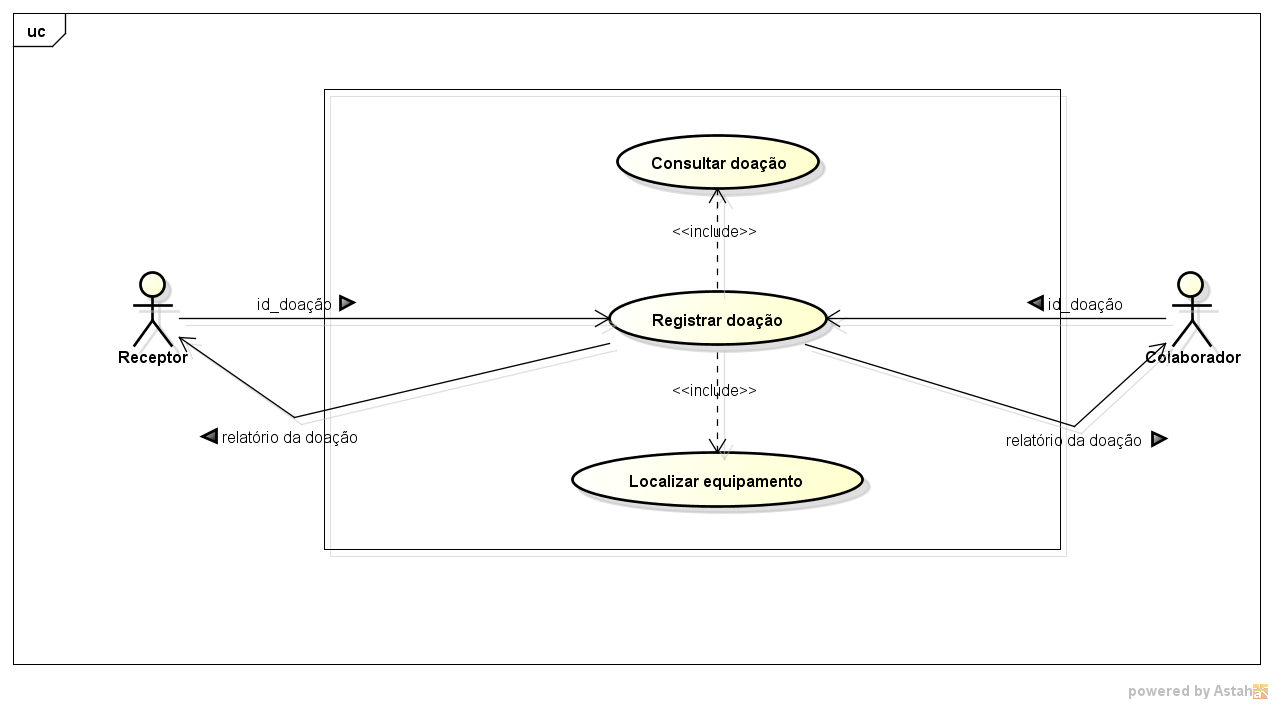 uc
Consultar doação
<<include>>
id_doação
id_doação
Registrar doação
Receptor
Colaborador
<<include>>
relatório da doação
relatório da doação
Localizar equipamento
powered by Astah